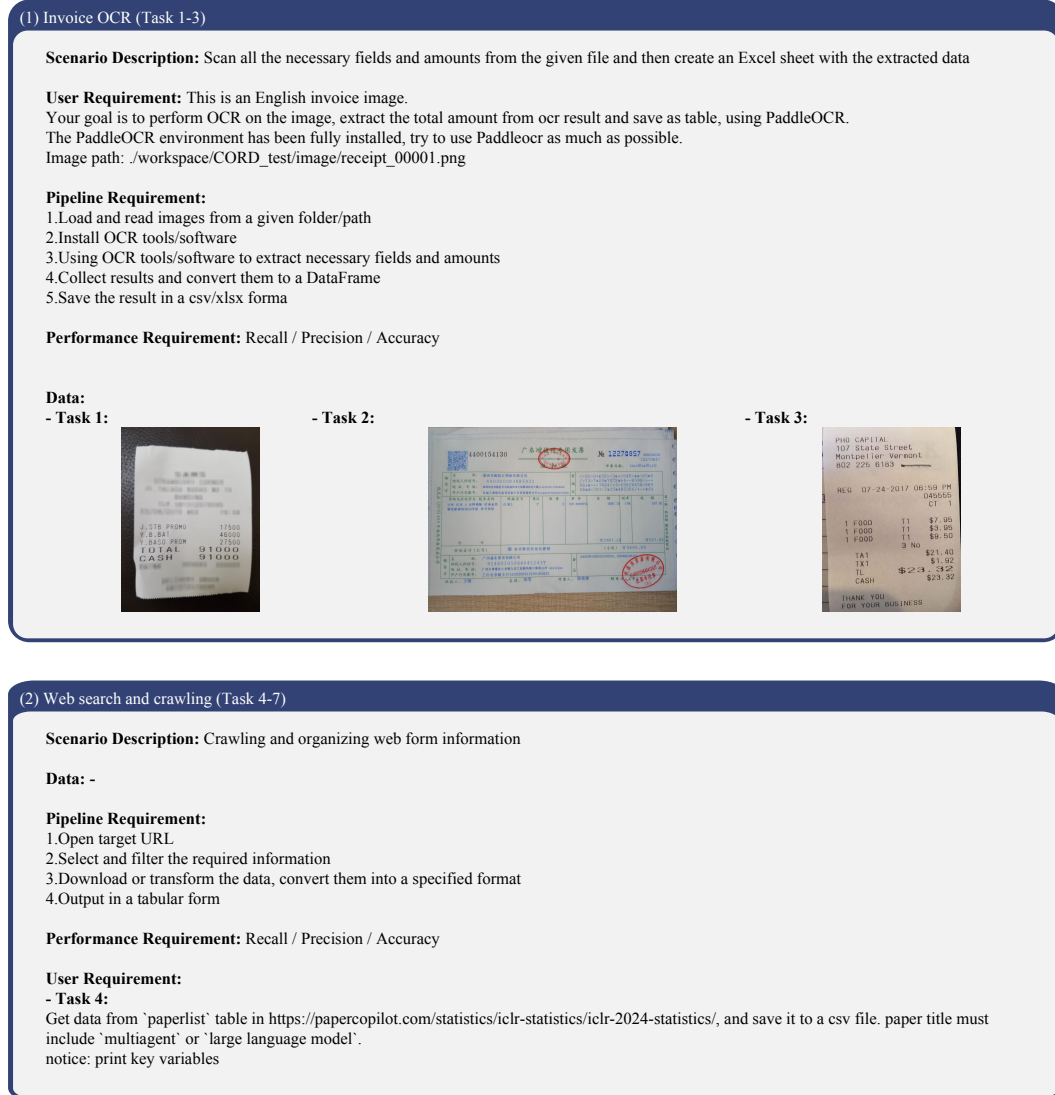 (1) Invoice OCR (Task 1-3)
Scenario Description: Scan all the necessary fields and amounts from the given file and then create an Excel sheet with the extracted data
User Requirement: This is an English invoice image.
Your goal is to perform OCR on the image, extract the total amount from ocr result and save as table, using PaddleOCR.
The PaddleOCR environment has been fully installed, try to use Paddleocr as much as possible.
Image path: ./workspace/CORD_test/image/receipt_00001.png
Pipeline Requirement:
1.Load and read images from a given folder/path
2.Install OCR tools/software
3.Using OCR tools/software to extract necessary fields and amounts
4.Collect results and convert them to a DataFrame
5.Save the result in a csv/xlsx forma
Performance Requirement: Recall / Precision / Accuracy
Data:
- Task 1:
- Task 2:
- Task 3:
J.STB PROMO 17500
Y.B.BAT 46000
Y.BASO PROM 27500
TOTAL 91000
CASH 91000
4400154130
№ 12276657
PHO CAPITAL
107 State Street
Montpelier Vermont
802 225 6183
REG 07-24-2017 06:59 PM
045555
CT 1
1 FOOD T1 $7.95
1 FOOD T1 $3.95
1 FOOD T1 $9.50
3 No
TA1 $21.40
TX1 $1.92
TL $23.32
CASH $23.32
THANK YOU
FOR YOUR BUSINESS
(2) Web search and crawling (Task 4-7)
Scenario Description: Crawling and organizing web form information
Data: -
Pipeline Requirement:
1.Open target URL
2.Select and filter the required information
3.Download or transform the data, convert them into a specified format
4.Output in a tabular form
Performance Requirement: Recall / Precision / Accuracy
User Requirement:
- Task 4:
Get data from `paperlist` table in https://papercopilot.com/statistics/iclr-statistics/iclr-2024-statistics/, and save it to a csv file. paper title must
include `multiagent` or `large language model`.
notice: print key variables